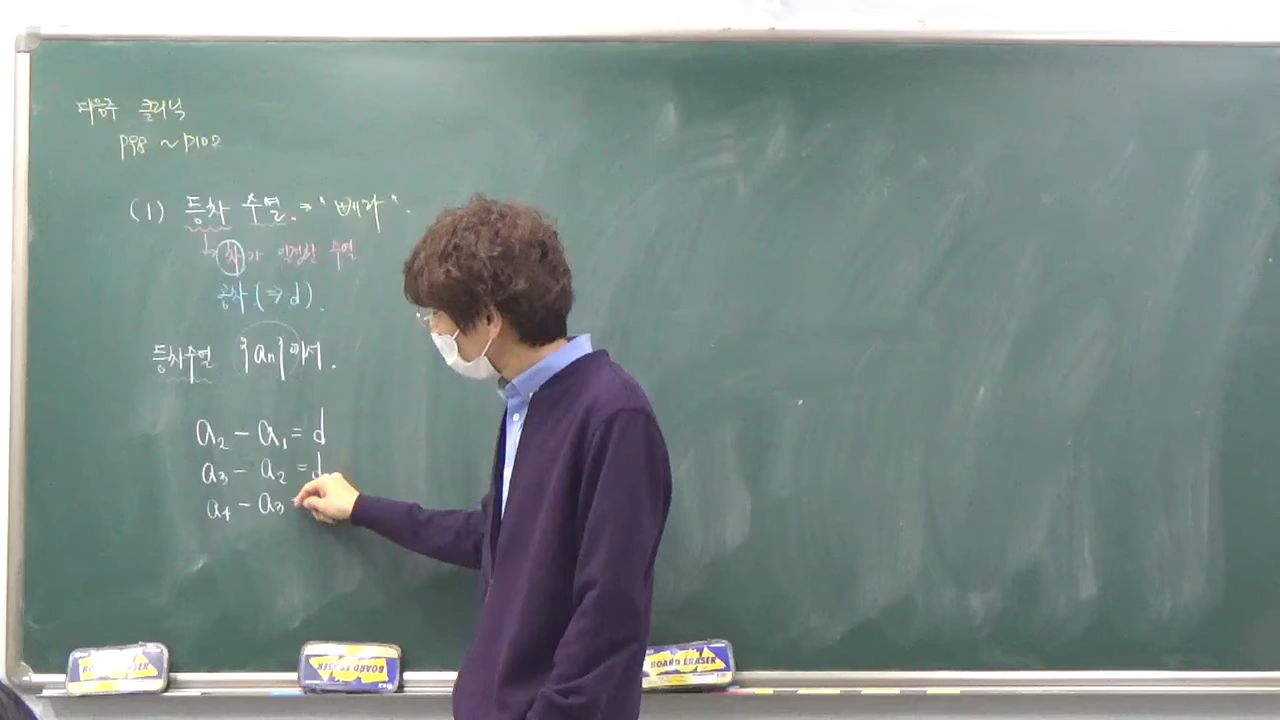 다음주 클리닉
p98 ~ p102
(1) 등차 수열. ⇒ "빼라".
↳ 차가 일정한 수열
공차 (⇒ d).
등차수열 {aₙ}에서.
a₂ - a₁ = d
a₃ - a₂ = d
a₄ - a₃
BOARD ERASER
BOARD ERASER
BOARD ERASER